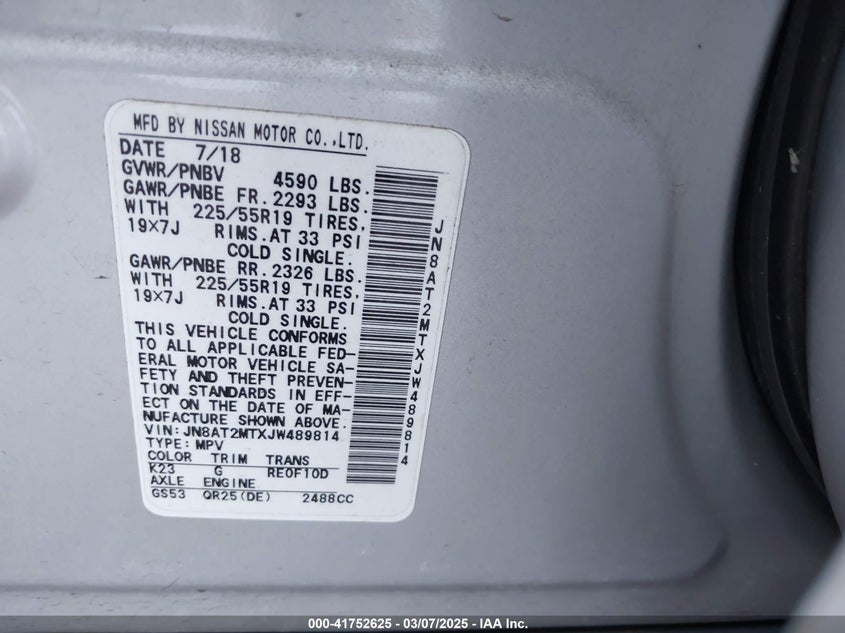 MFD BY NISSAN MOTOR CO.,LTD.
DATE 7/18
GVWR/PNBV 4590 LBS.
GAWR/PNBE FR. 2293 LBS.
WITH 225/55R19 TIRES,
19X7J RIMS.AT 33 PSI
COLD SINGLE.
GAWR/PNBE RR. 2326 LBS.
WITH 225/55R19 TIRES,
19X7J RIMS.AT 33 PSI
COLD SINGLE.
THIS VEHICLE CONFORMS
TO ALL APPLICABLE FED-
ERAL MOTOR VEHICLE SA-
FETY AND THEFT PREVEN-
TION STANDARDS IN EFF-
ECT ON THE DATE OF MA-
NUFACTURE SHOWN ABOVE.
VIN:JN8AT2MTXJW489814
TYPE:MPV
COLOR TRIM TRANS
K23 G RE0F10D
AXLE ENGINE
GS53 QR25(DE) 2488CC
JN8AT2MTXJW489814
000-41752625 - 03/07/2025 - IAA Inc.